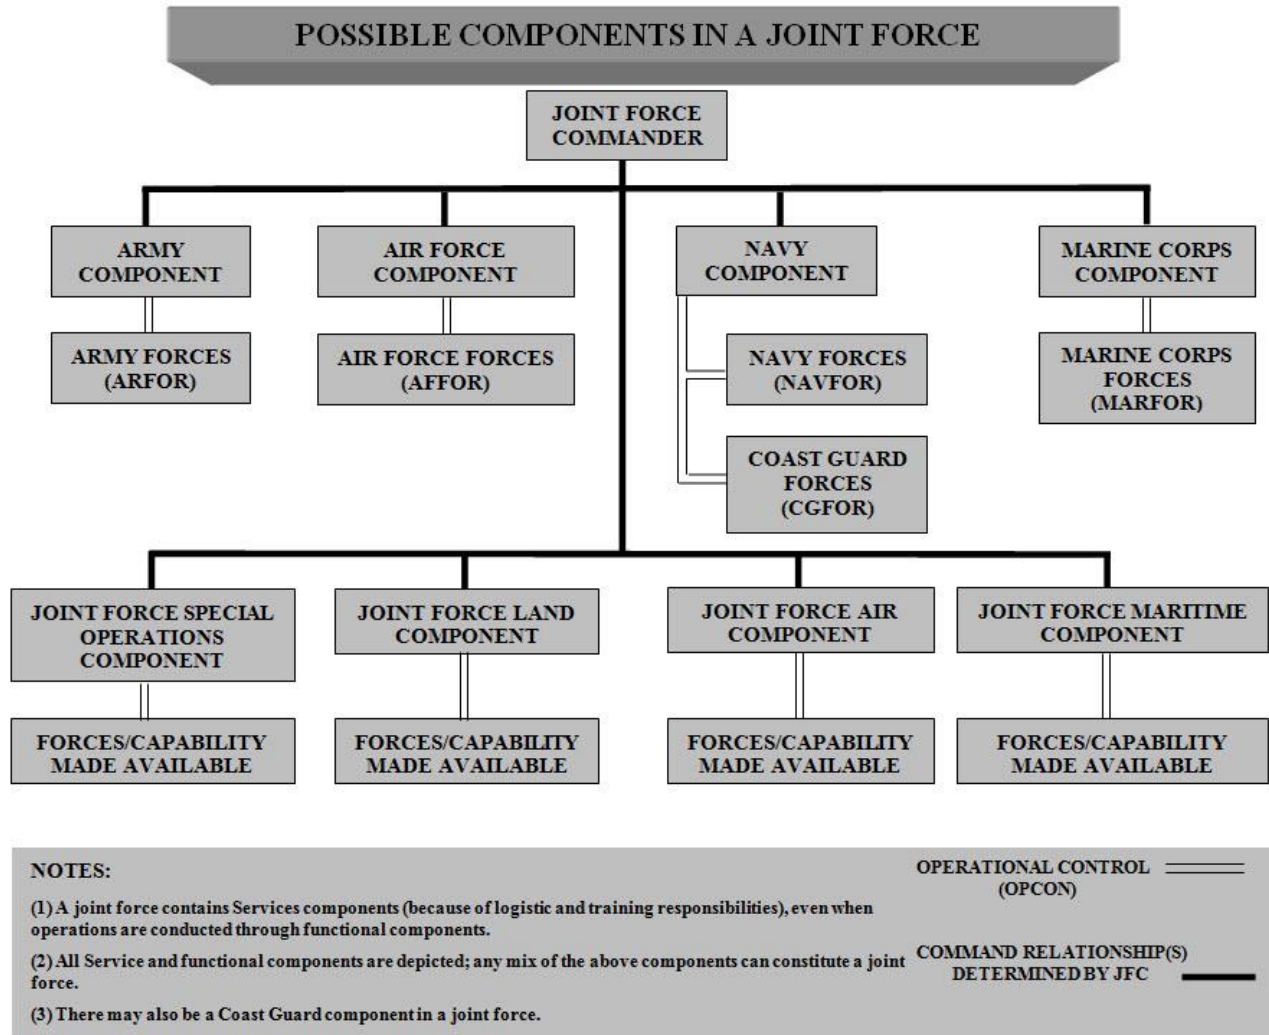 POSSIBLE COMPONENTS IN A JOINT FORCE
JOINT FORCE
COMMANDER
ARMY
COMPONENT
AIR FORCE
COMPONENT
NAVY
COMPONENT
MARINE CORPS
COMPONENT
ARMY FORCES
(ARFOR)
AIR FORCE FORCES
(AFFOR)
NAVY FORCES
(NAVFOR)
MARINE CORPS
FORCES
(MARFOR)
COAST GUARD
FORCES
(CGFOR)
JOINT FORCE SPECIAL
OPERATIONS
COMPONENT
JOINT FORCE LAND
COMPONENT
JOINT FORCE AIR
COMPONENT
JOINT FORCE MARITIME
COMPONENT
FORCES/CAPABILITY
MADE AVAILABLE
FORCES/CAPABILITY
MADE AVAILABLE
FORCES/CAPABILITY
MADE AVAILABLE
FORCES/CAPABILITY
MADE AVAILABLE
NOTES:
(1) A joint force contains Services components (because of logistic and training responsibilities), even when
operations are conducted through functional components.
(2) All Service and functional components are depicted; any mix of the above components can constitute a joint
force.
(3) There may also be a Coast Guard component in a joint force.
OPERATIONAL CONTROL
(OPCON)
COMMAND RELATIONSHIP(S)
DETERMINED BY JFC